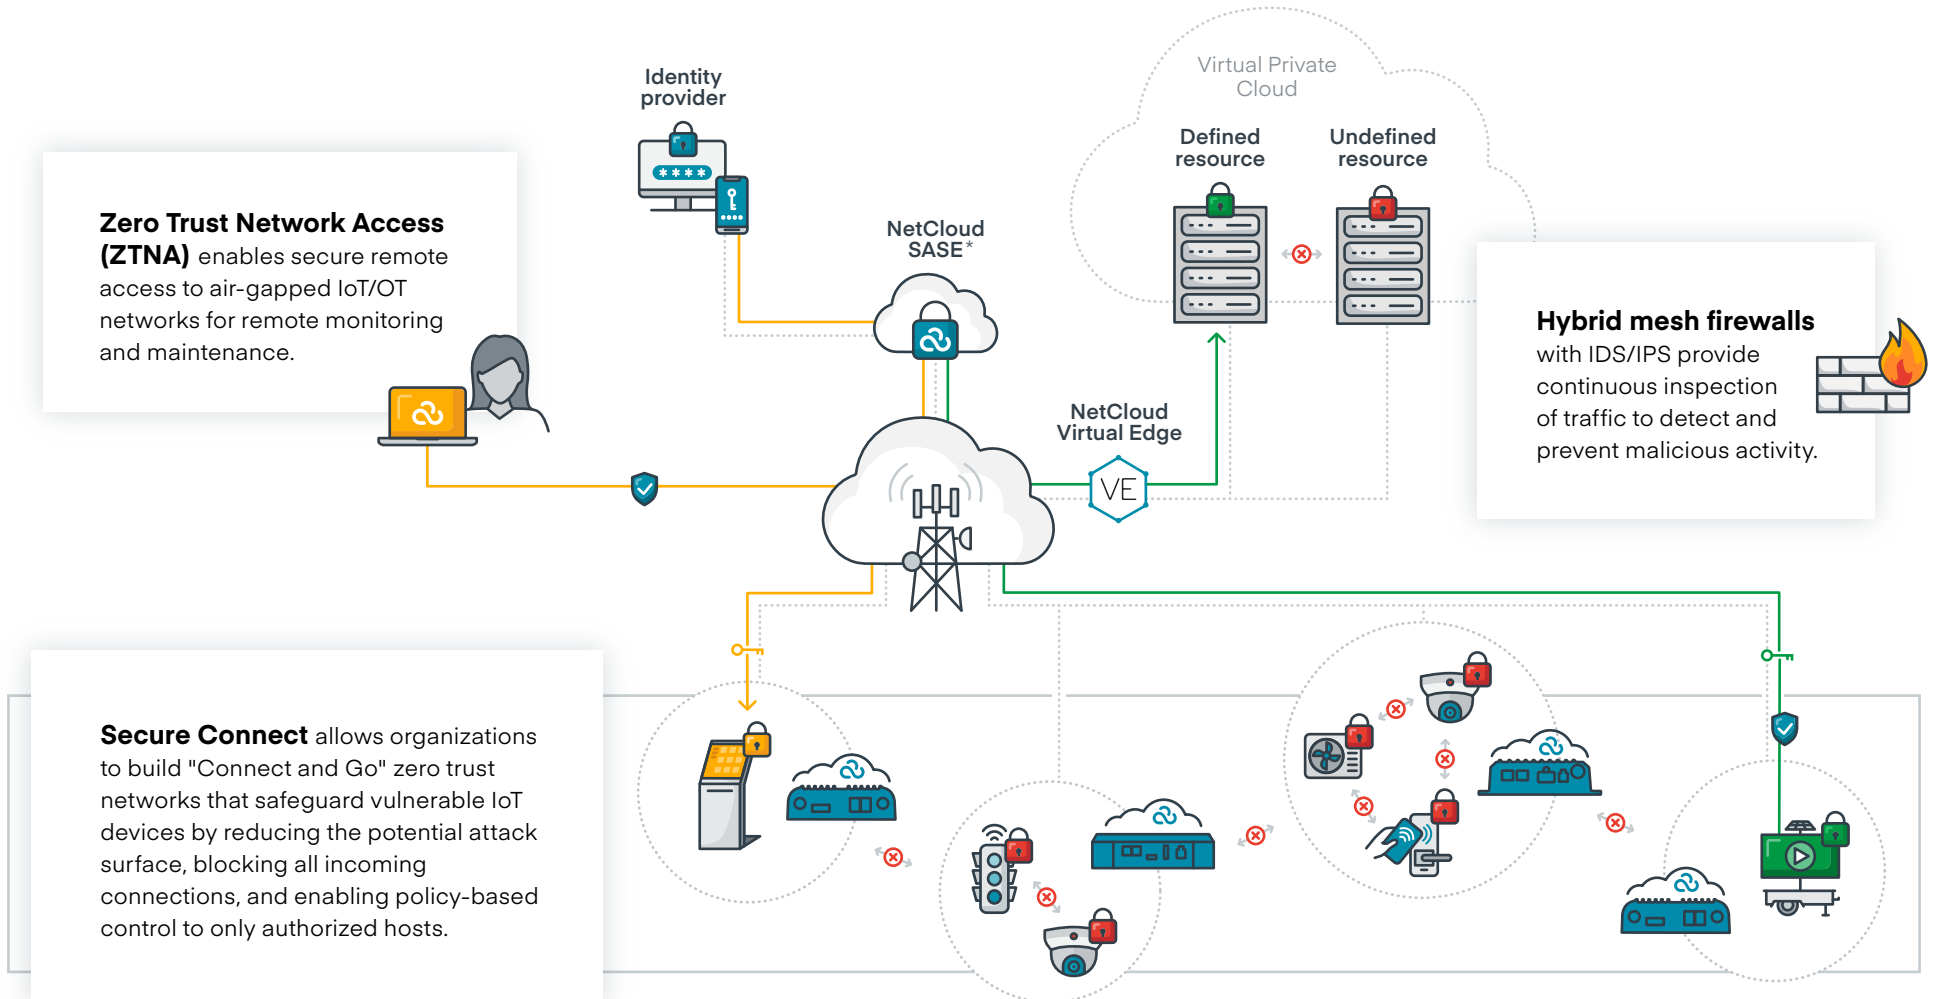 Identity
provider
Virtual Private
Cloud
Defined
resource
Undefined
resource
****
****
Zero Trust Network Access
(ZTNA) enables secure remote
access to air-gapped IoT/OT
networks for remote monitoring
and maintenance.
NetCloud
SASE*
Hybrid mesh firewalls
with IDS/IPS provide
continuous inspection
of traffic to detect and
prevent malicious activity.
NetCloud
Virtual Edge
VE
Secure Connect allows organizations
to build "Connect and Go" zero trust
networks that safeguard vulnerable IoT
devices by reducing the potential attack
surface, blocking all incoming
connections, and enabling policy-based
control to only authorized hosts.